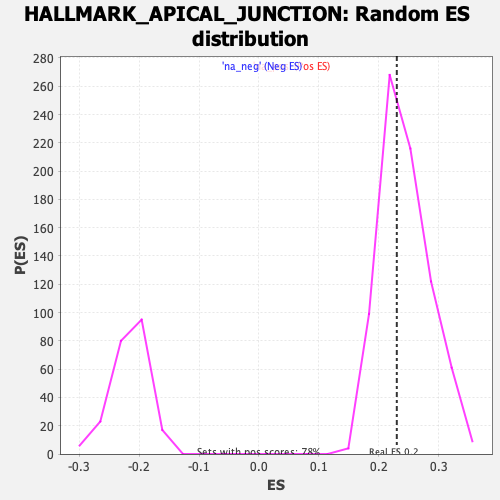 HALLMARK_APICAL_JUNCTION: Random ES
distribution
'na_neg' (Neg ES)os ES)
280
260
240
220
200
180
160
140
120
100
80
60
40
20
0
P(ES)
Sets with pos scores: 78%
Real ES 0.2
-0.3 -0.2 -0.1 0.0 0.1 0.2 0.3
ES